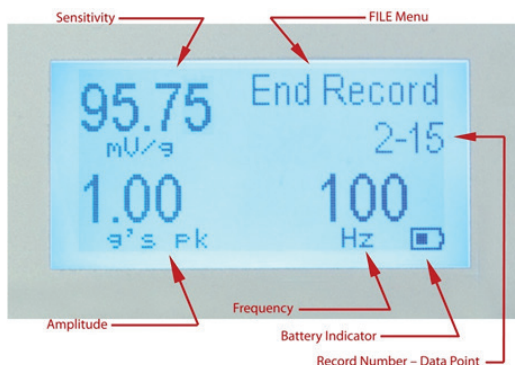 Sensitivity
FILE Menu
95.75
mV/g
End Record
2-15
1.00
g's pk
100
Hz
Frequency
Amplitude
Battery Indicator
Record Number – Data Point